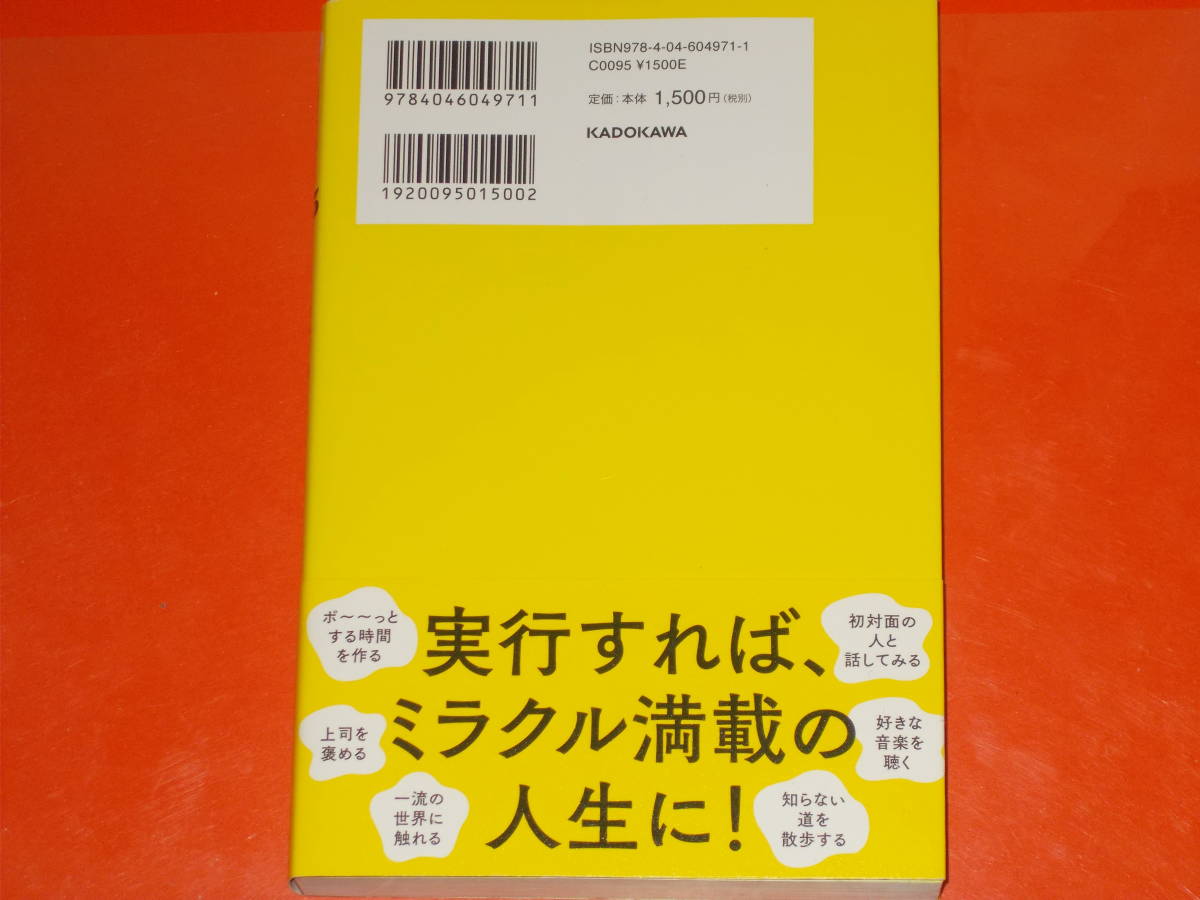 ISBN978-4-04-604971-1
C0095 ¥1500E
定価:本体 1,500円(税別)
KADOKAWA
9784046049711
1920095015002
ボ〜〜っと
する時間
を作る
初対面の
人と
話してみる
実行すれば、
ミラクル満載の
人生に!
上司を
褒める
好きな
音楽を
聴く
一流の
世界に
触れる
知らない
道を
散歩する